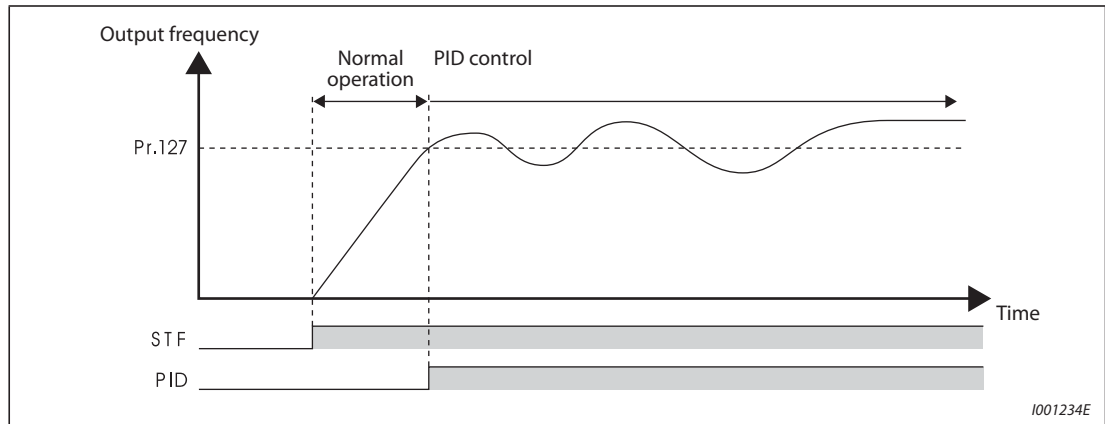 Output frequency
Normal
operation
PID control
Pr.127
Time
STF
PID
I001234E